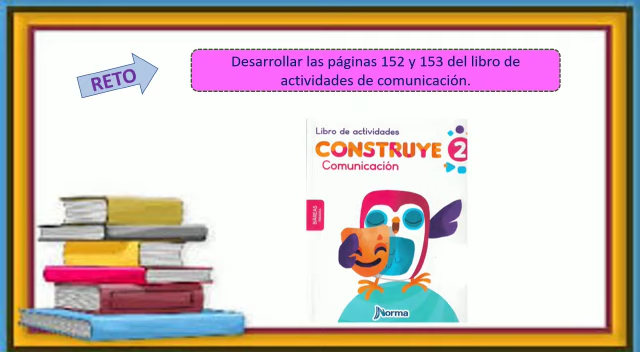 RETO
Desarrollar las páginas 152 y 153 del libro de
actividades de comunicación.
Libro de actividades
CONSTRUYE 2
Comunicación
Norma